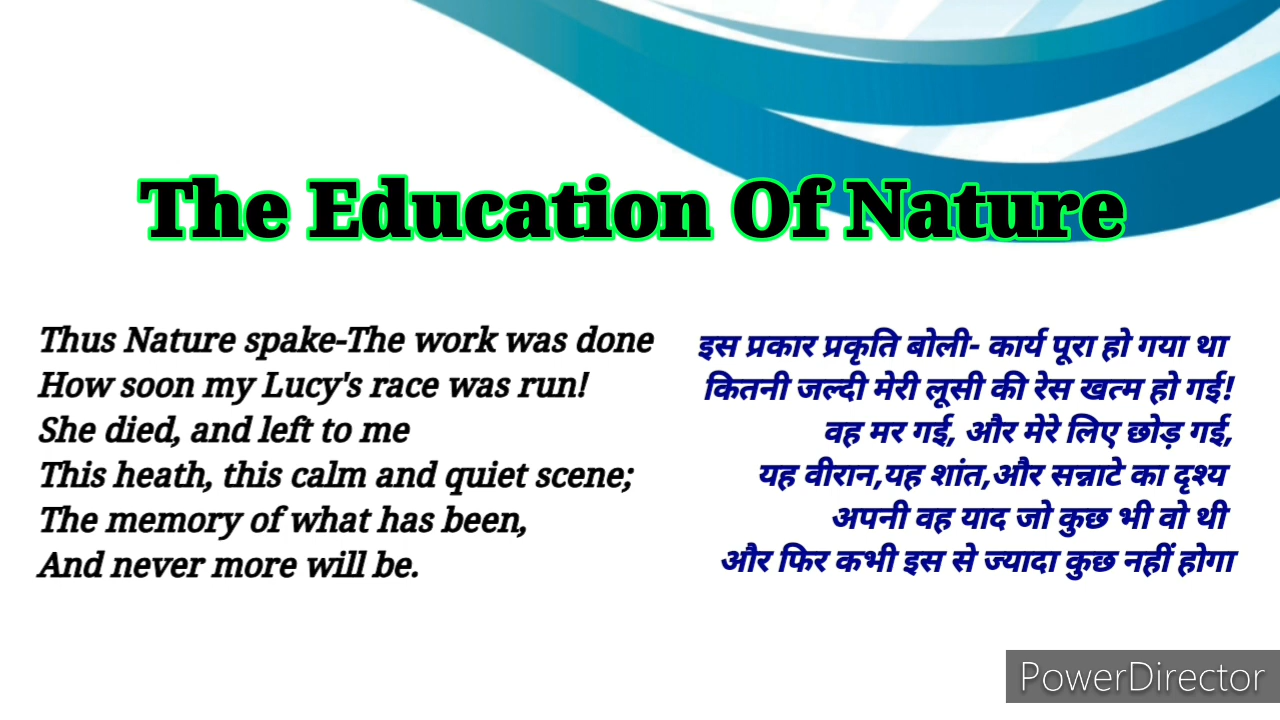 The Education Of Nature
Thus Nature spake-The work was done
How soon my Lucy's race was run!
She died, and left to me
This heath, this calm and quiet scene;
The memory of what has been,
And never more will be.
इस प्रकार प्रकृति बोली- कार्य पूरा हो गया था
कितनी जल्दी मेरी लूसी की रेस खत्म हो गई!
वह मर गई, और मेरे लिए छोड़ गई,
यह वीरान,यह शांत,और सन्नाटे का दृश्य
अपनी वह याद जो कुछ भी वो थी
और फिर कभी इस से ज्यादा कुछ नहीं होगा
PowerDirector